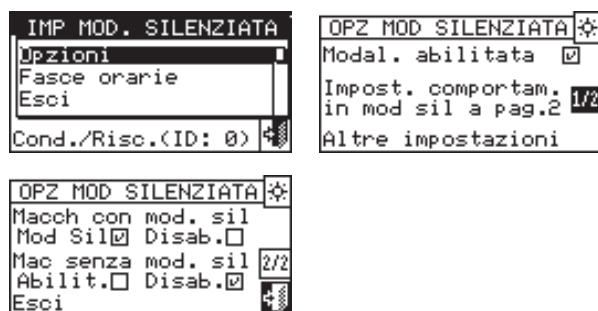 IMP MOD. SILENZIATA
Opzioni
Fasce orarie
Esci
Cond./Risc.(ID: 0)
OPZ MOD SILENZIATA
Modal. abilitata
Impost. comportam.
in mod sil a pag.2 1/2
Altre impostazioni
OPZ MOD SILENZIATA
Macch con mod. sil
Mod Sil Disab.
Mac senza mod. sil 2/2
Abilit. Disab.
Esci